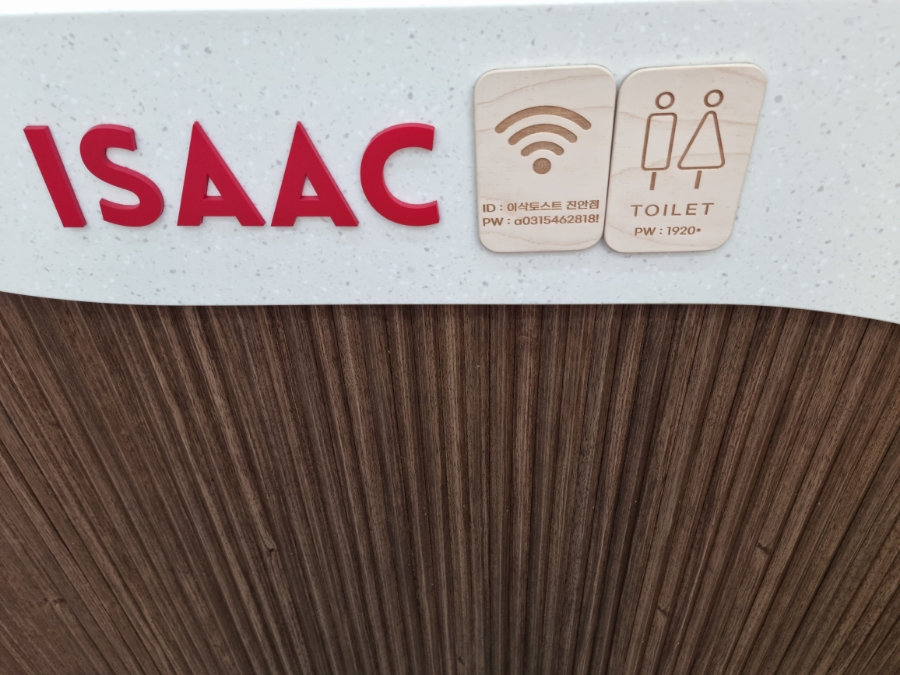 ISAAC
ID : 이삭토스트 진안점
PW : a0315462818!
TOILET
PW : 1920*